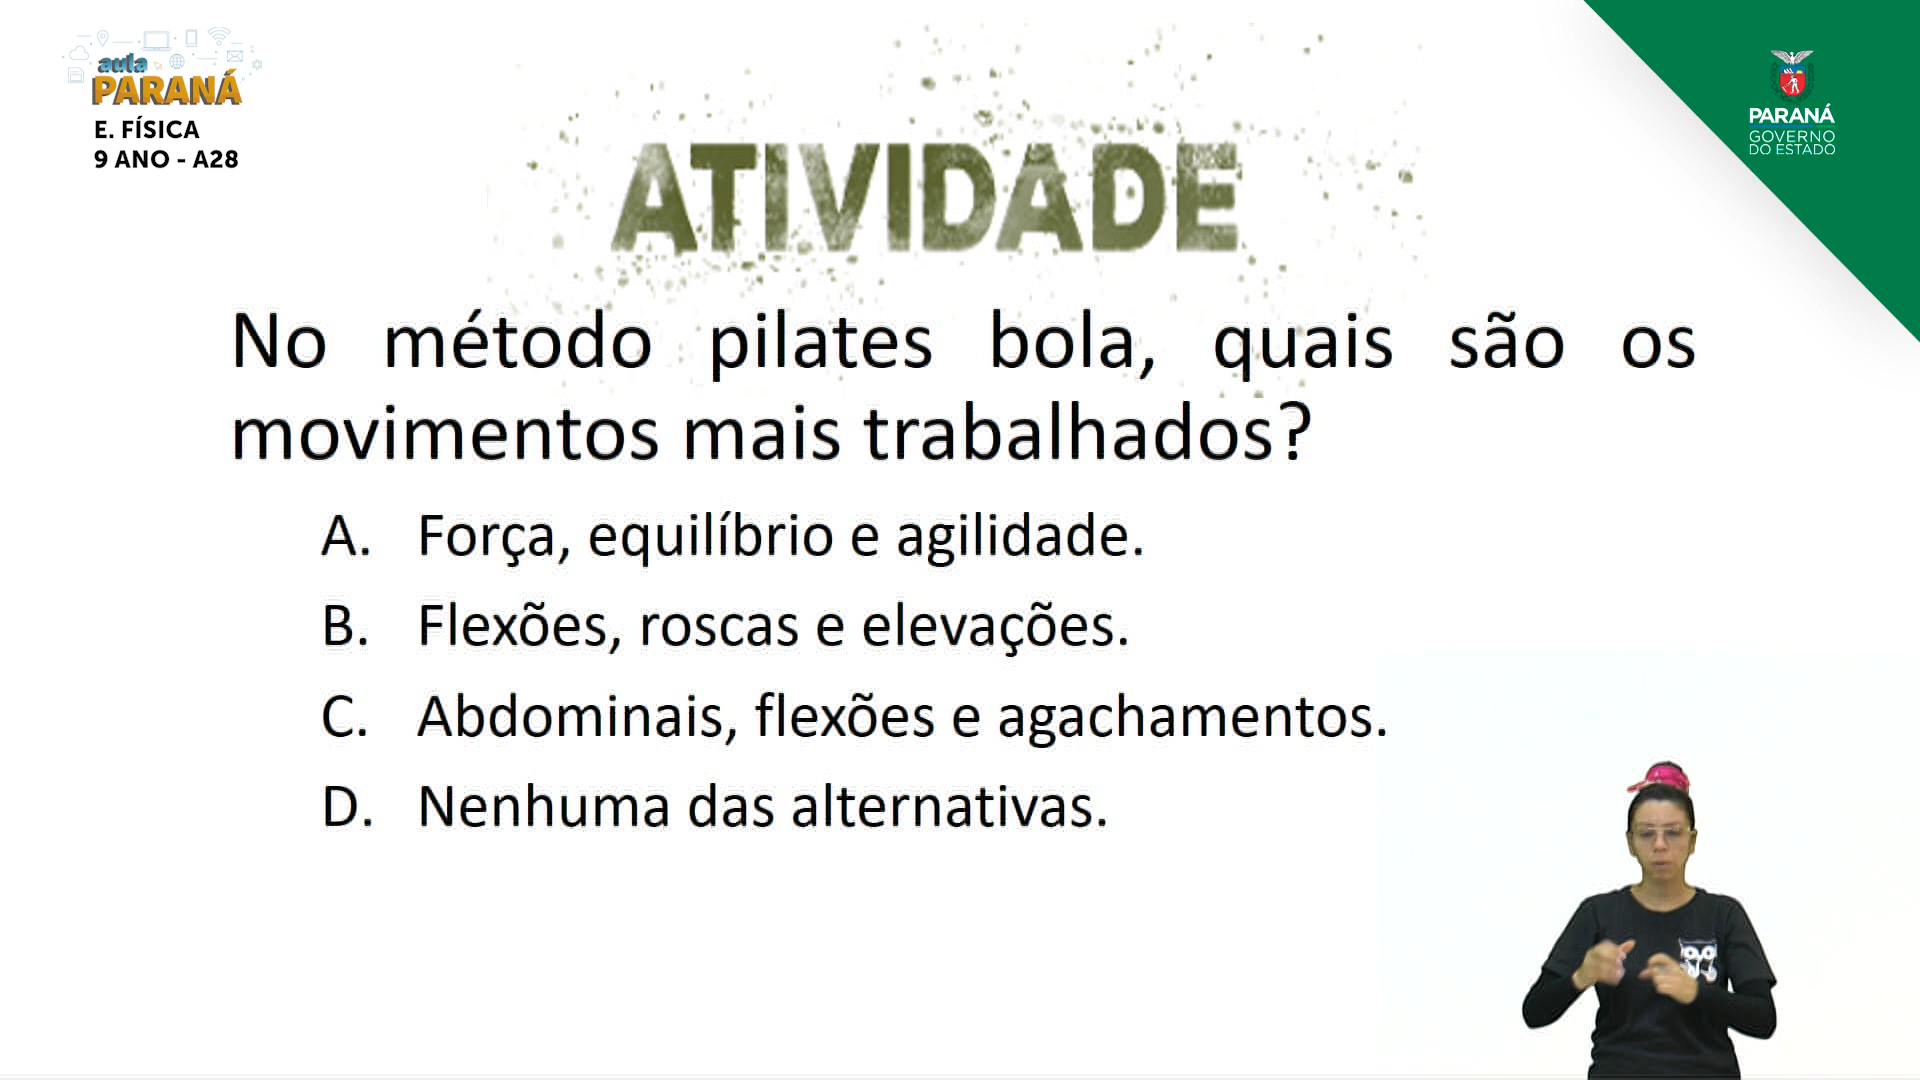 aula
PARANÁ
E. FÍSICA
9 ANO - A28
PARANÁ
GOVERNO
DO ESTADO
ATIVIDADE
No método pilates bola, quais são os
movimentos mais trabalhados?
A. Força, equilíbrio e agilidade.
B. Flexões, roscas e elevações.
C. Abdominais, flexões e agachamentos.
D. Nenhuma das alternativas.